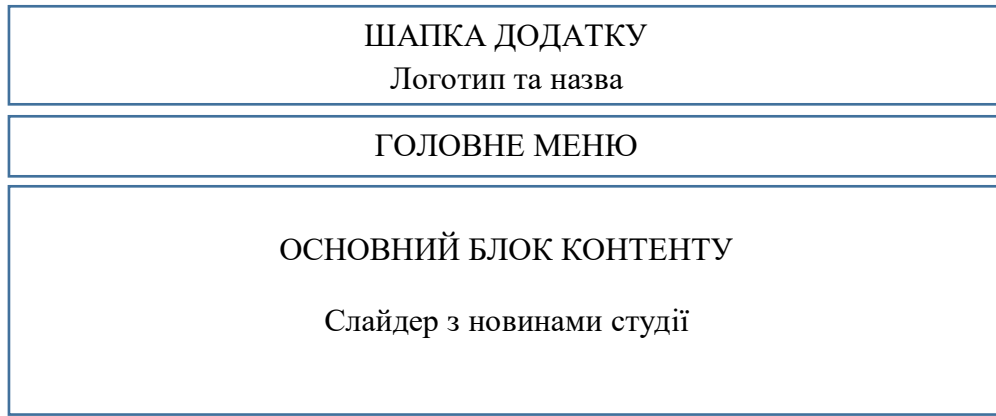 ШАПКА ДОДАТКУ
Логотип та назва
ГОЛОВНЕ МЕНЮ
ОСНОВНИЙ БЛОК КОНТЕНТУ
Слайдер з новинами студії